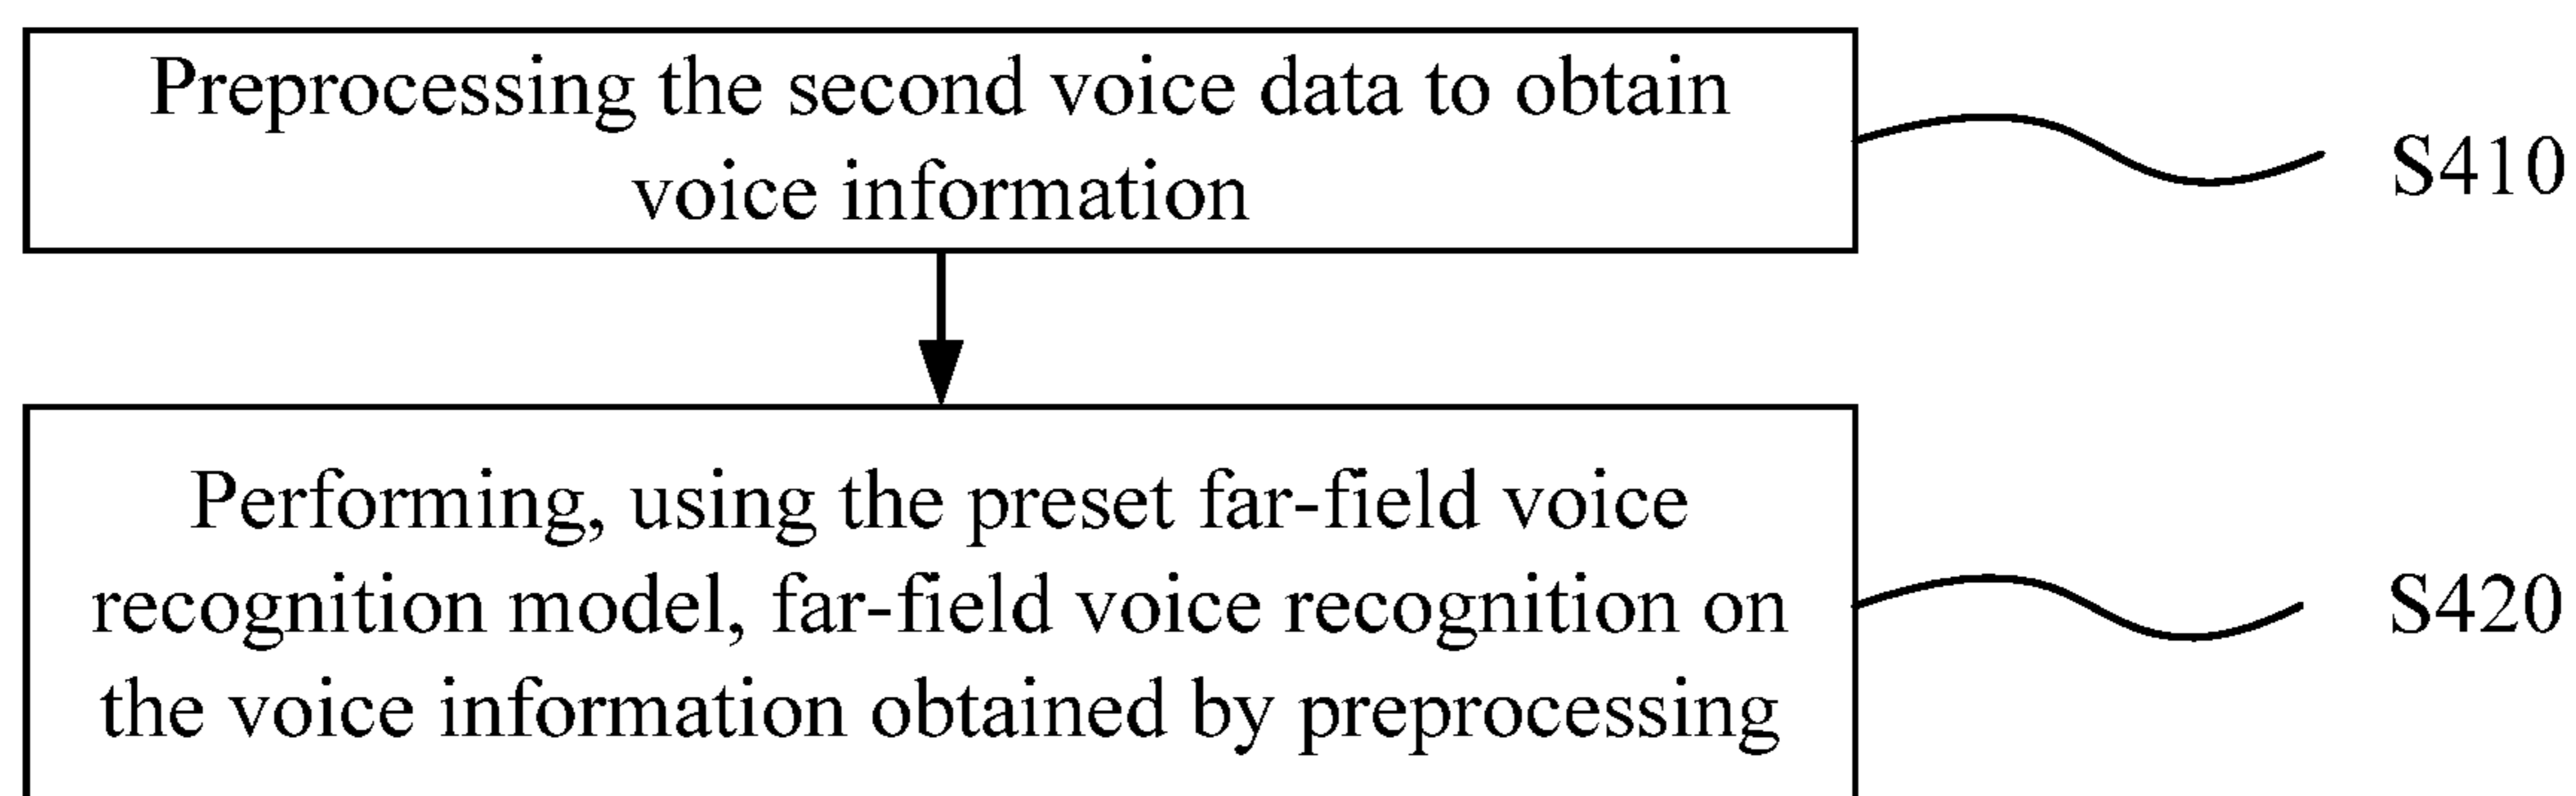 Preprocessing the second voice data to obtain
voice information
S410
Performing, using the preset far-field voice
recognition model, far-field voice recognition on
the voice information obtained by preprocessing
S420